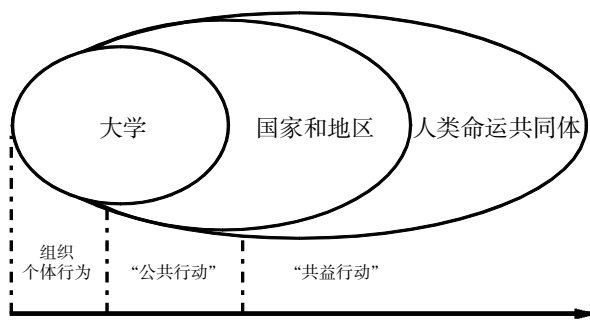 大学
国家和地区
人类命运共同体
组织
个体行为
“公共行动”
“共益行动”